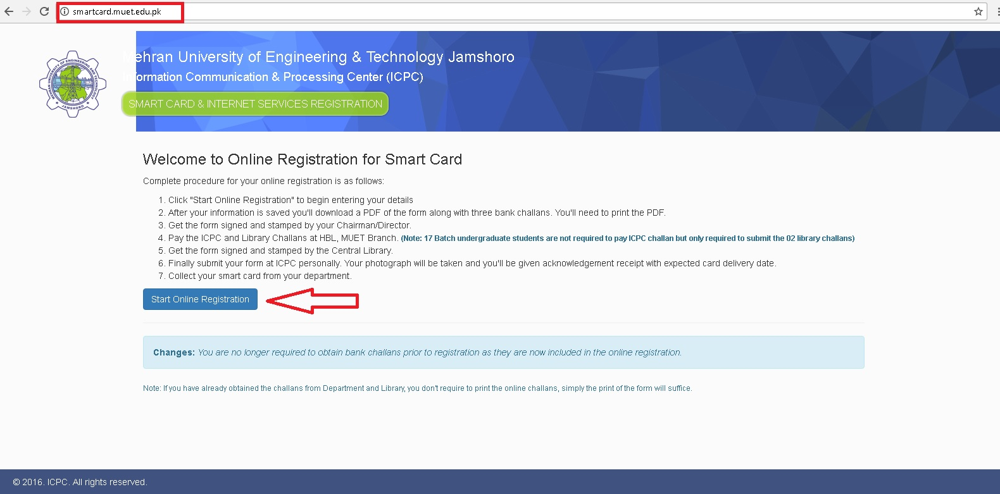 smartcard.muet.edu.pk
Mehran University of Engineering & Technology Jamshoro
Information Communication & Processing Center (ICPC)
MEHRAN UNIVERSITY OF ENGINEERING AND TECHNOLOGY
JAMSHORO
SMART CARD & INTERNET SERVICES REGISTRATION
Welcome to Online Registration for Smart Card
Complete procedure for your online registration is as follows:
1. Click "Start Online Registration" to begin entering your details
2. After your information is saved you'll download a PDF of the form along with three bank challans. You'll need to print the PDF.
3. Get the form signed and stamped by your Chairman/Director.
4. Pay the ICPC and Library Challans at HBL, MUET Branch. (Note: 17 Batch undergraduate students are not required to pay ICPC challan but only required to submit the 02 library challans)
5. Get the form signed and stamped by the Central Library.
6. Finally submit your form at ICPC personally. Your photograph will be taken and you'll be given acknowledgement receipt with expected card delivery date.
7. Collect your smart card from your department.
Start Online Registration
Changes: You are no longer required to obtain bank challans prior to registration as they are now included in the online registration.
Note: If you have already obtained the challans from Department and Library, you don't require to print the online challans, simply the print of the form will suffice.
© 2016. ICPC. All rights reserved.